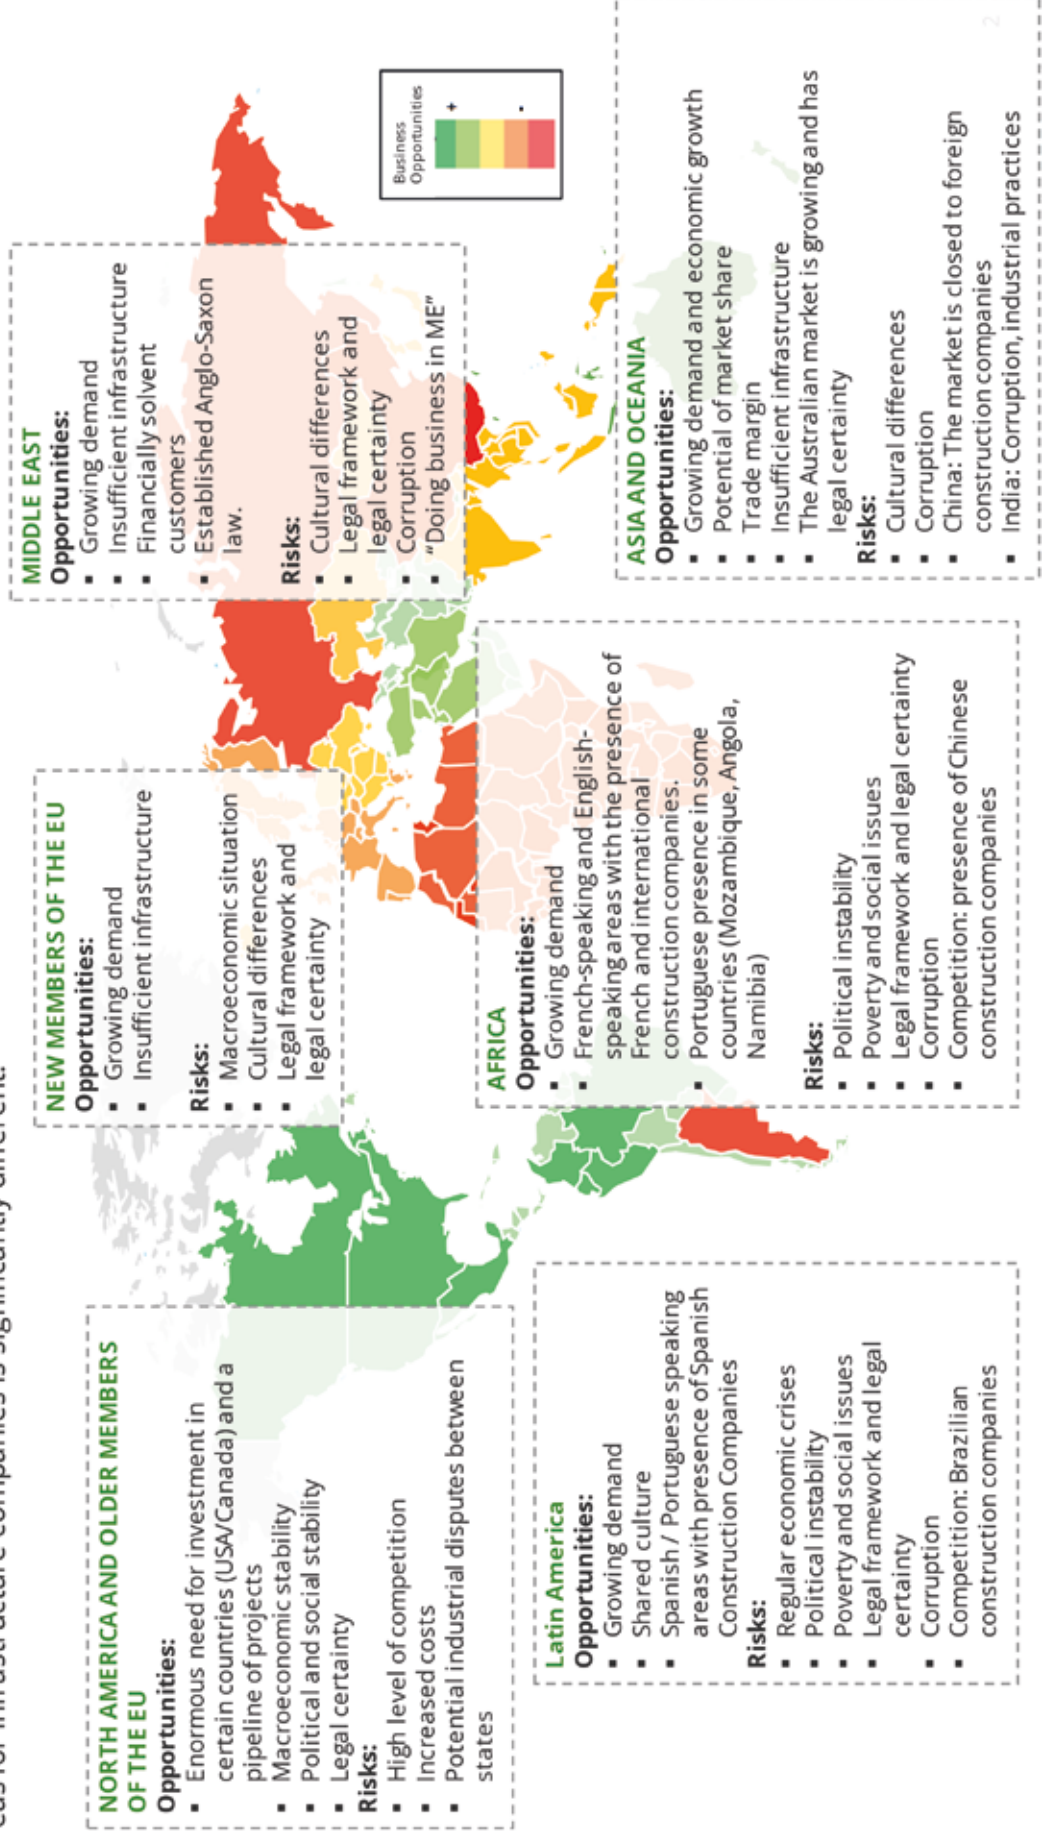 eas for infrastructure companies is significantly different.
NORTH AMERICA AND OLDER MEMBERS
OF THE EU
Opportunities:
▪ Enormous need for investment in
certain countries (USA/Canada) and a
pipeline of projects
▪ Macroeconomic stability
▪ Political and social stability
▪ Legal certainty
Risks:
▪ High level of competition
▪ Increased costs
▪ Potential industrial disputes between
states
NEW MEMBERS OF THE EU
Opportunities:
▪ Growing demand
▪ Insufficient infrastructure
Risks:
▪ Macroeconomic situation
▪ Cultural differences
▪ Legal framework and
legal certainty
MIDDLE EAST
Opportunities:
▪ Growing demand
▪ Insufficient infrastructure
▪ Financially solvent
customers
▪ Established Anglo-Saxon
law.
Risks:
▪ Cultural differences
▪ Legal framework and
legal certainty
▪ Corruption
▪ “Doing business in ME”
Business
Opportunities
+
-
Latin America
Opportunities:
▪ Growing demand
▪ Shared culture
▪ Spanish / Portuguese speaking
areas with presence of Spanish
Construction Companies
Risks:
▪ Regular economic crises
▪ Political instability
▪ Poverty and social issues
▪ Legal framework and legal
certainty
▪ Corruption
▪ Competition: Brazilian
construction companies
AFRICA
Opportunities:
▪ Growing demand
▪ French-speaking and English-
speaking areas with the presence of
French and international
construction companies.
▪ Portuguese presence in some
countries (Mozambique, Angola,
Namibia)
Risks:
▪ Political instability
▪ Poverty and social issues
▪ Legal framework and legal certainty
▪ Corruption
▪ Competition: presence of Chinese
construction companies
ASIA AND OCEANIA
Opportunities:
▪ Growing demand and economic growth
▪ Potential of market share
▪ Trade margin
▪ Insufficient infrastructure
▪ The Australian market is growing and has
legal certainty
Risks:
▪ Cultural differences
▪ Corruption
▪ China: The market is closed to foreign
construction companies
▪ India: Corruption, industrial practices
2